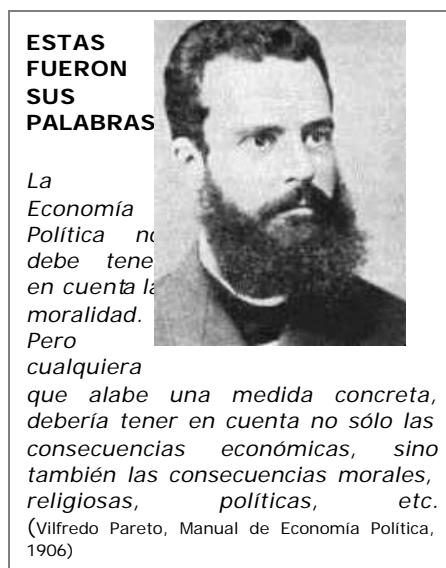 ESTAS
FUERON
SUS
PALABRAS
La
Economía
Política no
debe tene
en cuenta la
moralidad.
Pero
cualquiera
que alabe una medida concreta,
debería tener en cuenta no sólo las
consecuencias económicas, sino
también las consecuencias morales,
religiosas, políticas, etc.
(Vilfredo Pareto, Manual de Economía Política,
1906)